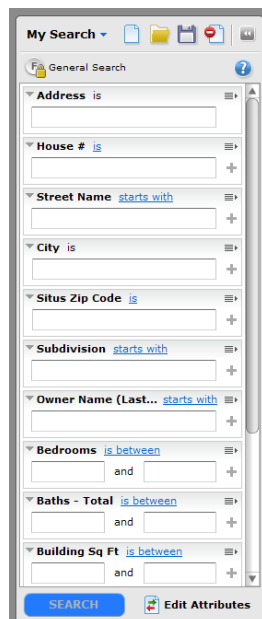 My Search
General Search
Address is
House # is
Street Name starts with
City is
Situs Zip Code is
Subdivision starts with
Owner Name (Last... starts with
Bedrooms is between
and
Baths - Total is between
and
Building Sq Ft is between
and
SEARCH Edit Attributes